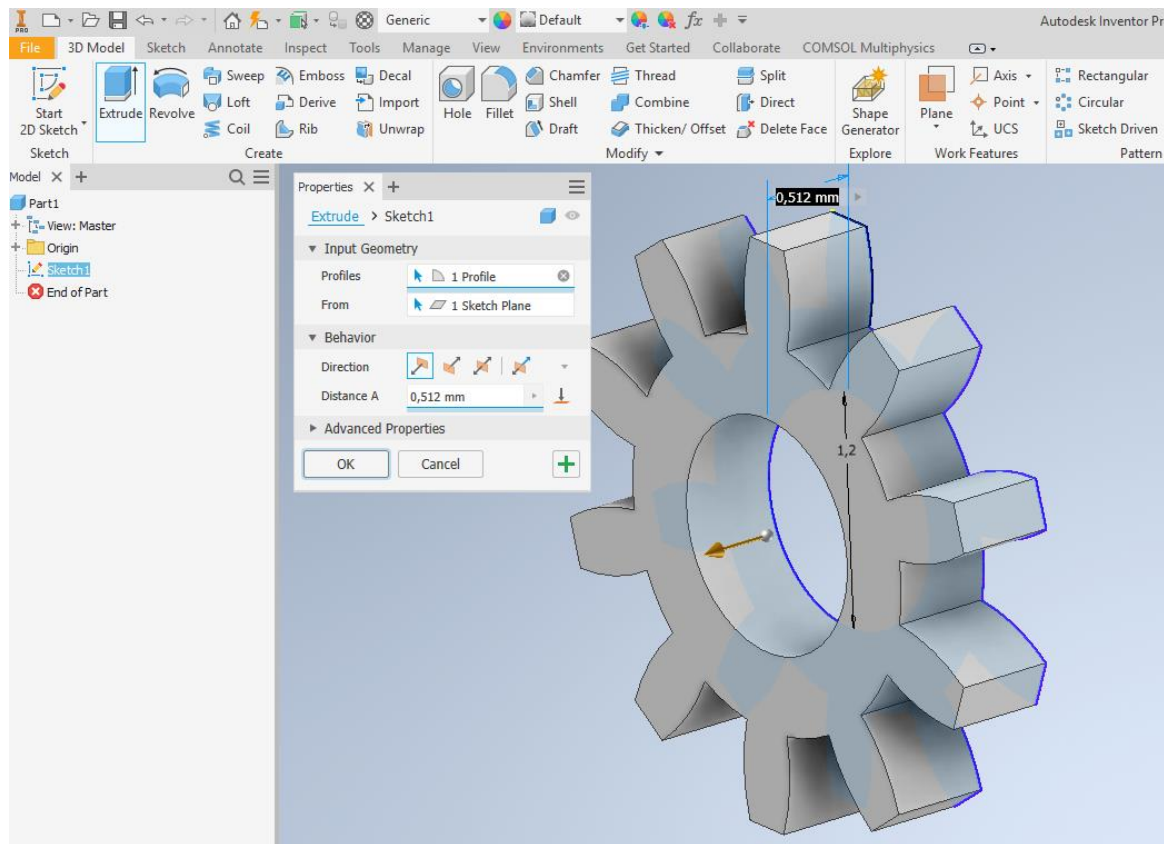 PRO
Generic
Default
fx
Autodesk Inventor Pr
File 3D Model Sketch Annotate Inspect Tools Manage View Environments Get Started Collaborate COMSOL Multiphysics
Start
2D Sketch
Extrude
Revolve
Sweep
Loft
Coil
Emboss
Derive
Rib
Decal
Import
Unwrap
Hole
Fillet
Chamfer
Shell
Draft
Thread
Combine
Thicken/ Offset
Split
Direct
Delete Face
Shape
Generator
Plane
Axis
Point
UCS
Rectangular
Circular
Sketch Driven
Sketch Create Modify Explore Work Features Pattern
Model
Part1
View: Master
Origin
Sketch1
End of Part
Properties
Extrude > Sketch1
Input Geometry
Profiles 1 Profile
From 1 Sketch Plane
Behavior
Direction
Distance A 0,512 mm
Advanced Properties
OK Cancel
0,512 mm
1,2